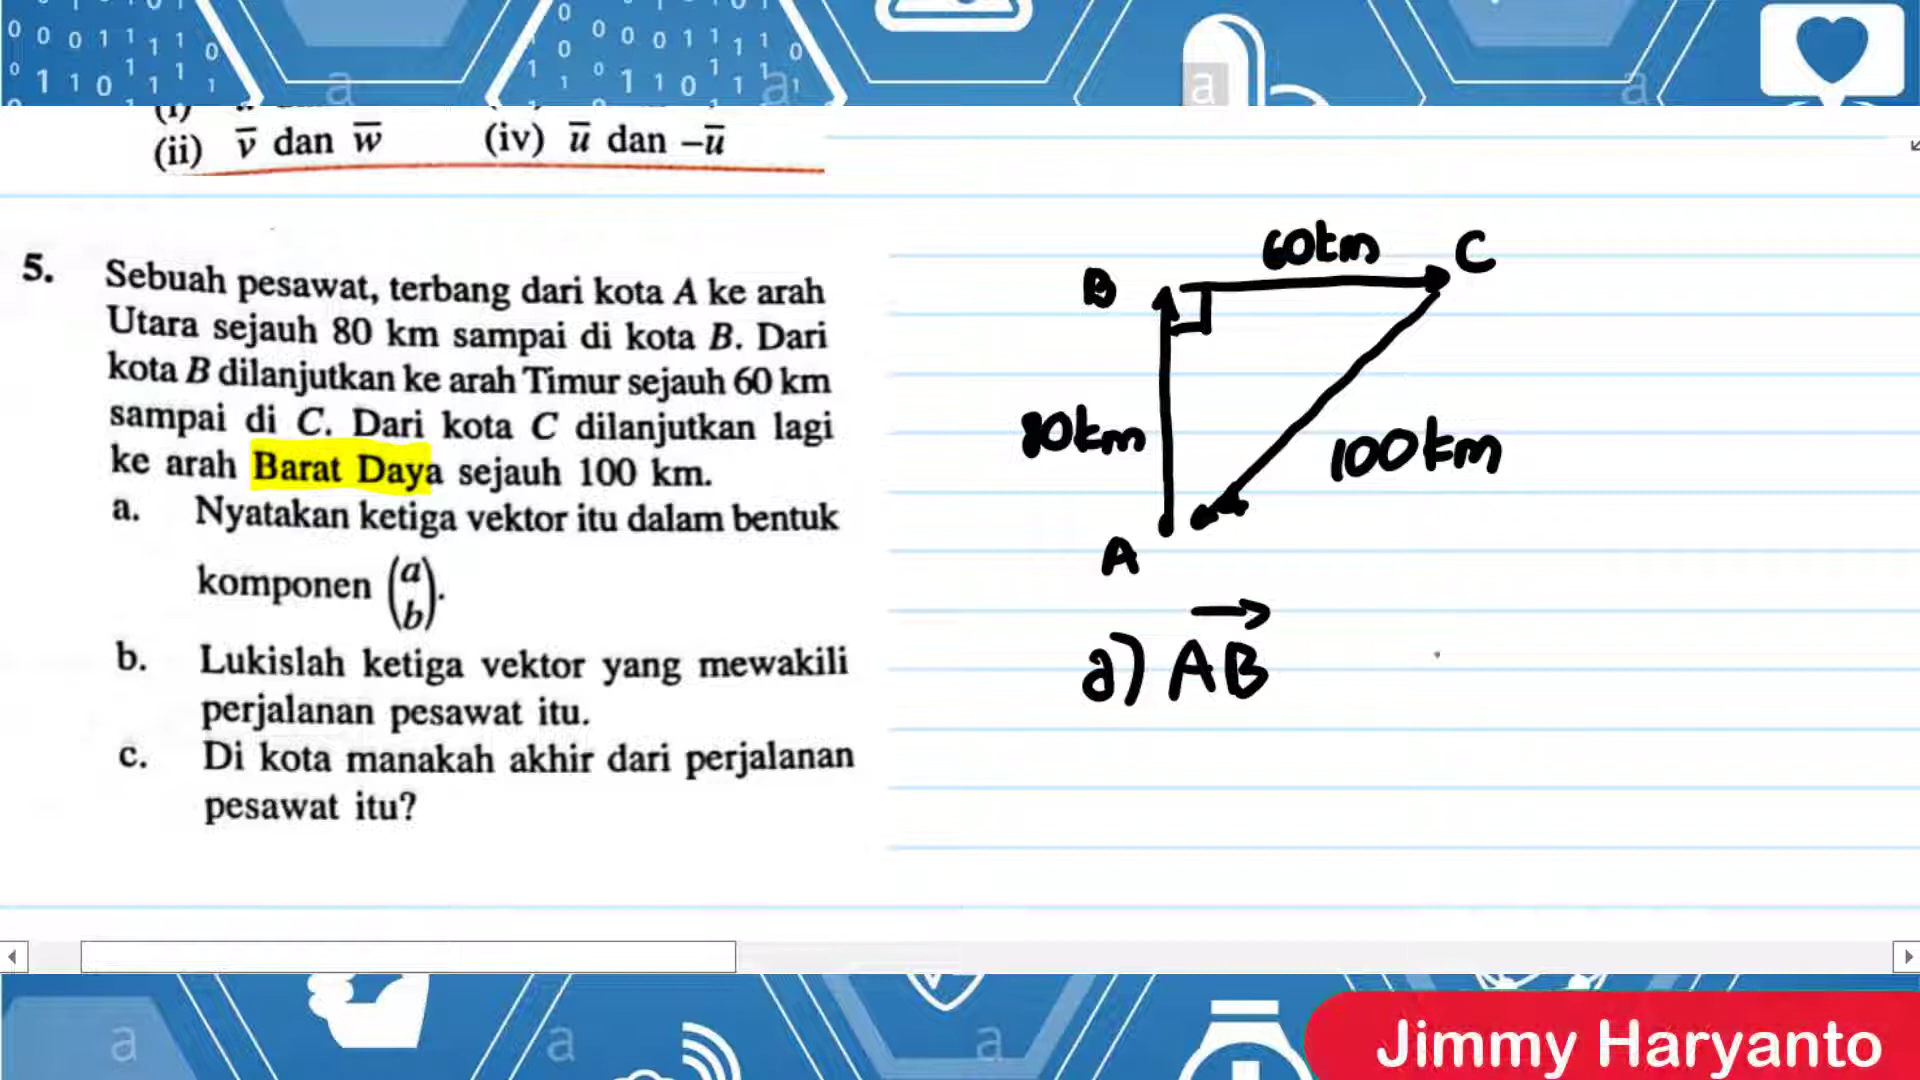 (ii) v̅ dan w̅ (iv) u̅ dan –u̅
5. Sebuah pesawat, terbang dari kota A ke arah
Utara sejauh 80 km sampai di kota B. Dari
kota B dilanjutkan ke arah Timur sejauh 60 km
sampai di C. Dari kota C dilanjutkan lagi
ke arah Barat Daya sejauh 100 km.
a. Nyatakan ketiga vektor itu dalam bentuk
komponen (a b).
b. Lukislah ketiga vektor yang mewakili
perjalanan pesawat itu.
c. Di kota manakah akhir dari perjalanan
pesawat itu?
60km
B
C
80km
100km
A
a) AB
Jimmy Haryanto